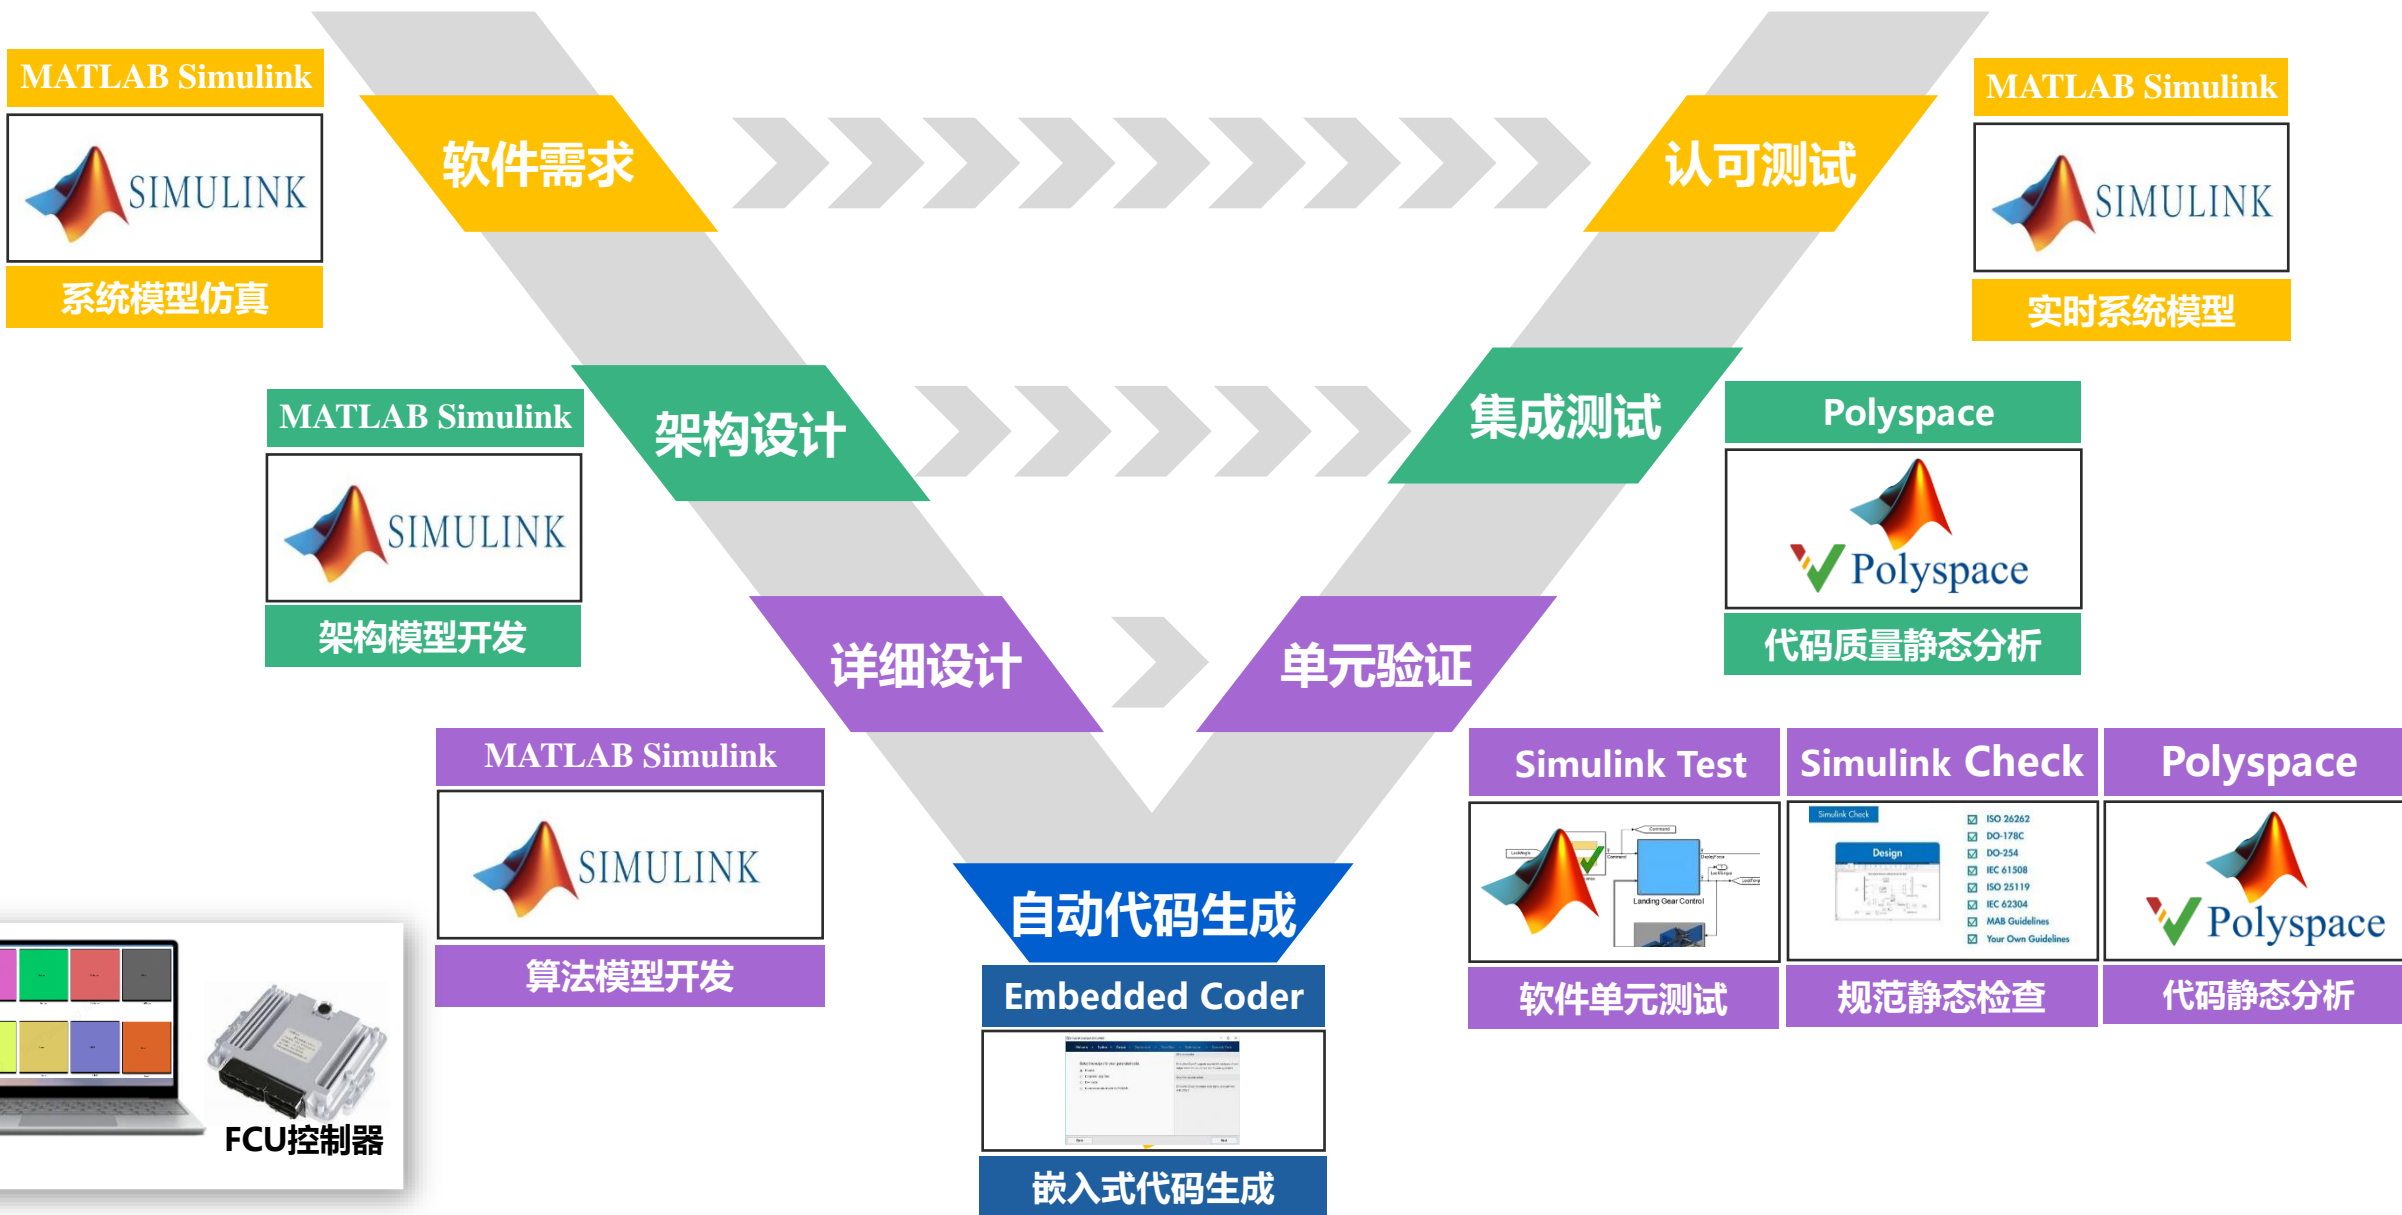 MATLAB Simulink
SIMULINK
系统模型仿真
软件需求
认可测试
MATLAB Simulink
SIMULINK
实时系统模型
MATLAB Simulink
SIMULINK
架构模型开发
架构设计
集成测试
Polyspace
Polyspace
代码质量静态分析
详细设计
单元验证
MATLAB Simulink
SIMULINK
算法模型开发
自动代码生成
Embedded Coder
嵌入式代码生成
Simulink Test
Command
Command
Landing Gear Control
软件单元测试
Simulink Check
Simulink Check
Design
ISO 26262
DO-178C
DO-254
IEC 61508
ISO 25119
IEC 62304
MAB Guidelines
Your Own Guidelines
规范静态检查
Polyspace
Polyspace
代码静态分析
FCU控制器